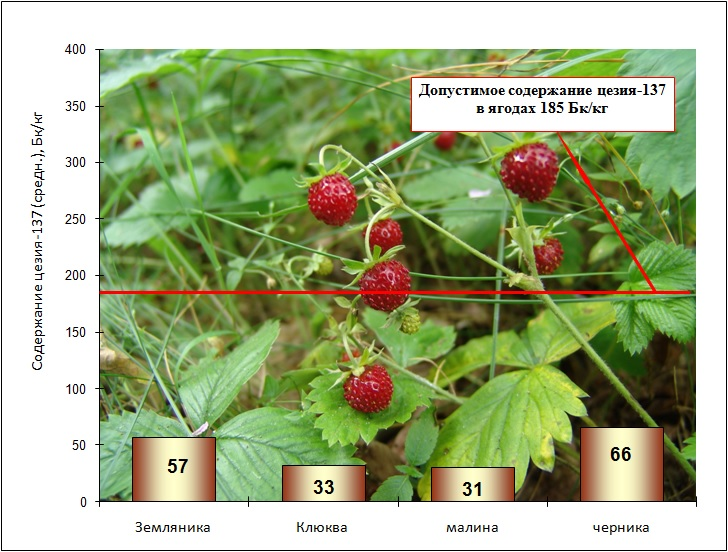 400
350
300
250
200
150
100
50
0
Содержание цезия-137 (средн.), Бк/кг
Допустимое содержание цезия-137
в ягодах 185 Бк/кг
57
33
31
66
Земляника
Клюква
малина
черника